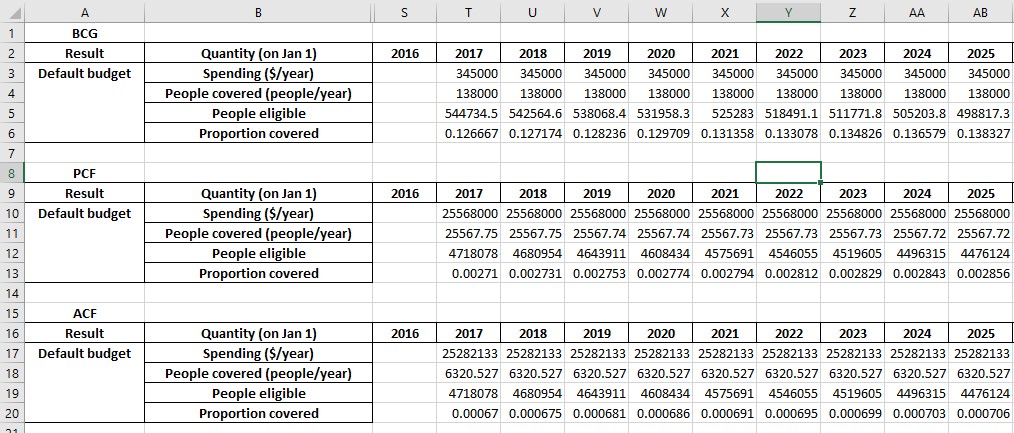 A B S T U V W X Y Z AA AB
1 BCG
2 Result Quantity (on Jan 1) 2016 2017 2018 2019 2020 2021 2022 2023 2024 2025
3 Default budget Spending ($/year) 345000 345000 345000 345000 345000 345000 345000 345000 345000
4 People covered (people/year) 138000 138000 138000 138000 138000 138000 138000 138000 138000
5 People eligible 544734.5 542564.6 538068.4 531958.3 525283 518491.1 511771.8 505203.8 498817.3
6 Proportion covered 0.126667 0.127174 0.128236 0.129709 0.131358 0.133078 0.134826 0.136579 0.138327
7
8 PCF
9 Result Quantity (on Jan 1) 2016 2017 2018 2019 2020 2021 2022 2023 2024 2025
10 Default budget Spending ($/year) 25568000 25568000 25568000 25568000 25568000 25568000 25568000 25568000 25568000
11 People covered (people/year) 25567.75 25567.75 25567.74 25567.74 25567.73 25567.73 25567.73 25567.72 25567.72
12 People eligible 4718078 4680954 4643911 4608434 4575691 4546055 4519605 4496315 4476124
13 Proportion covered 0.00271 0.002731 0.002753 0.002774 0.002794 0.002812 0.002829 0.002843 0.002856
14
15 ACF
16 Result Quantity (on Jan 1) 2016 2017 2018 2019 2020 2021 2022 2023 2024 2025
17 Default budget Spending ($/year) 25282133 25282133 25282133 25282133 25282133 25282133 25282133 25282133 25282133
18 People covered (people/year) 6320.527 6320.527 6320.527 6320.527 6320.527 6320.527 6320.527 6320.527 6320.527
19 People eligible 4718078 4680954 4643911 4608434 4575691 4546055 4519605 4496315 4476124
20 Proportion covered 0.00067 0.000675 0.000681 0.000686 0.000691 0.000695 0.000699 0.000703 0.000706